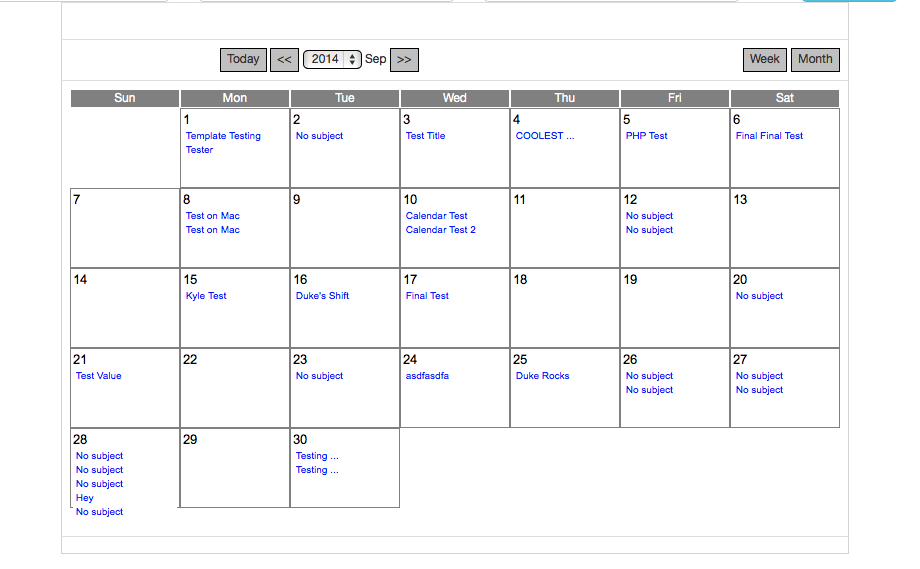 Today << 2014 Sep >> Week Month
Sun Mon Tue Wed Thu Fri Sat
1 2 3 4 5 6
Template Testing No subject Test Title COOLEST ... PHP Test Final Final Test
Tester
7 8 9 10 11 12 13
Test on Mac Calendar Test No subject
Test on Mac Calendar Test 2 No subject
14 15 16 17 18 19 20
Kyle Test Duke's Shift Final Test No subject
21 22 23 24 25 26 27
Test Value No subject asdfasdfa Duke Rocks No subject No subject
No subject No subject
28 29 30
No subject Testing ...
No subject Testing ...
No subject
Hey
No subject